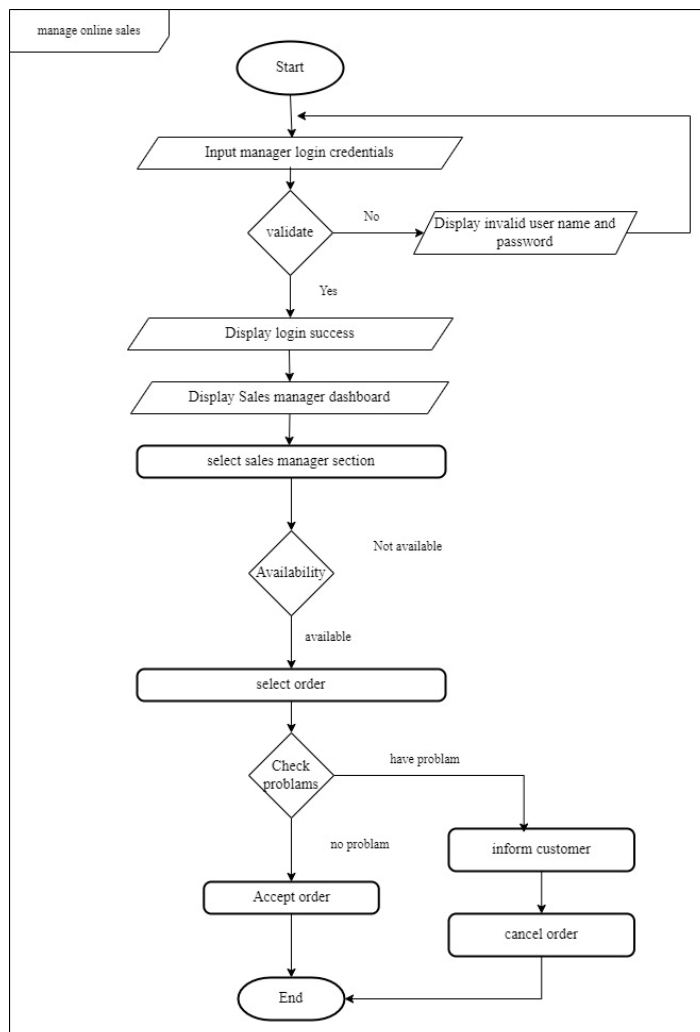 manage online sales
Start
Input manager login credentials
validate
No
Display invalid user name and
password
Yes
Display login success
Display Sales manager dashboard
select sales manager section
Not available
Availability
available
select order
Check
problams
have problam
no problam
inform customer
Accept order
cancel order
End